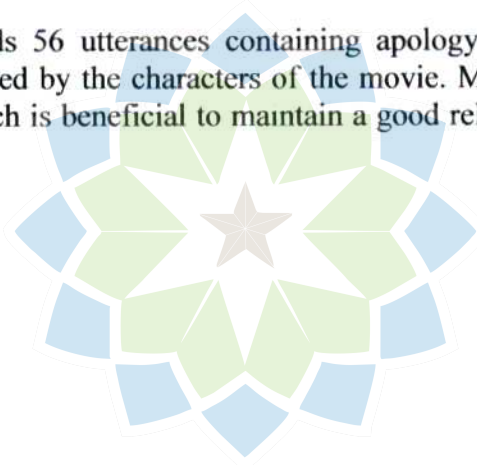 56 utterances containing apology
by the characters of the movie.
is beneficial to maintain a good